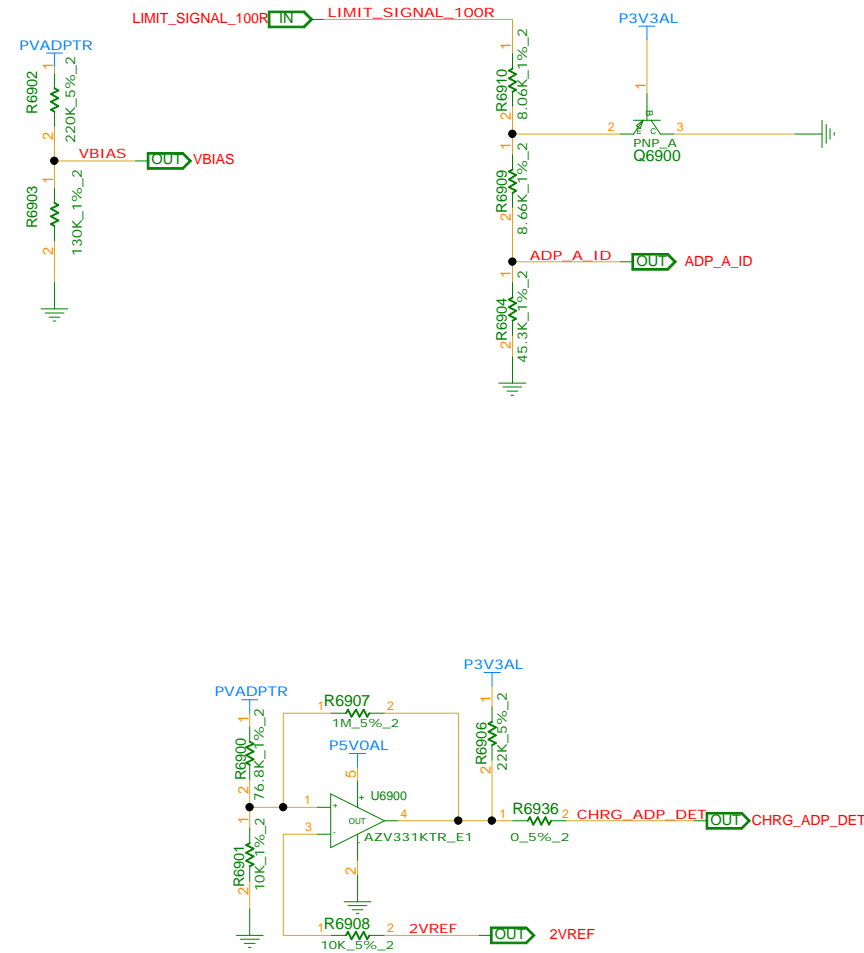 LIMIT_SIGNAL_100R IN LIMIT_SIGNAL_100R
P3V3AL
PVADPTR
1
R6902
220K_5%_2
2
VBIAS OUT VBIAS
1
R6903
130K_1%_2
2
1
R6910
8.06K_1%_2
2
1
B
2 E C 3
PNP_A
Q6900
1
R6909
8.66K_1%_2
2
ADP_A_ID OUT ADP_A_ID
1
R6904
45.3K_1%_2
2
P3V3AL
PVADPTR
1 R6907 2
1M_5%_2
1
R6906
22K_5%_2
2
1
R6900
76.8K_1%_2
2
P5V0AL
5
+ U6900
1 +
3 -
OUT 4
AZV331KTR_E1
-
2
1 R6936 2
0_5%_2
CHRG_ADP_DET OUT CHRG_ADP_DET
1
R6901
10K_1%_2
2
1 R6908 2
10K_5%_2
2VREF OUT 2VREF